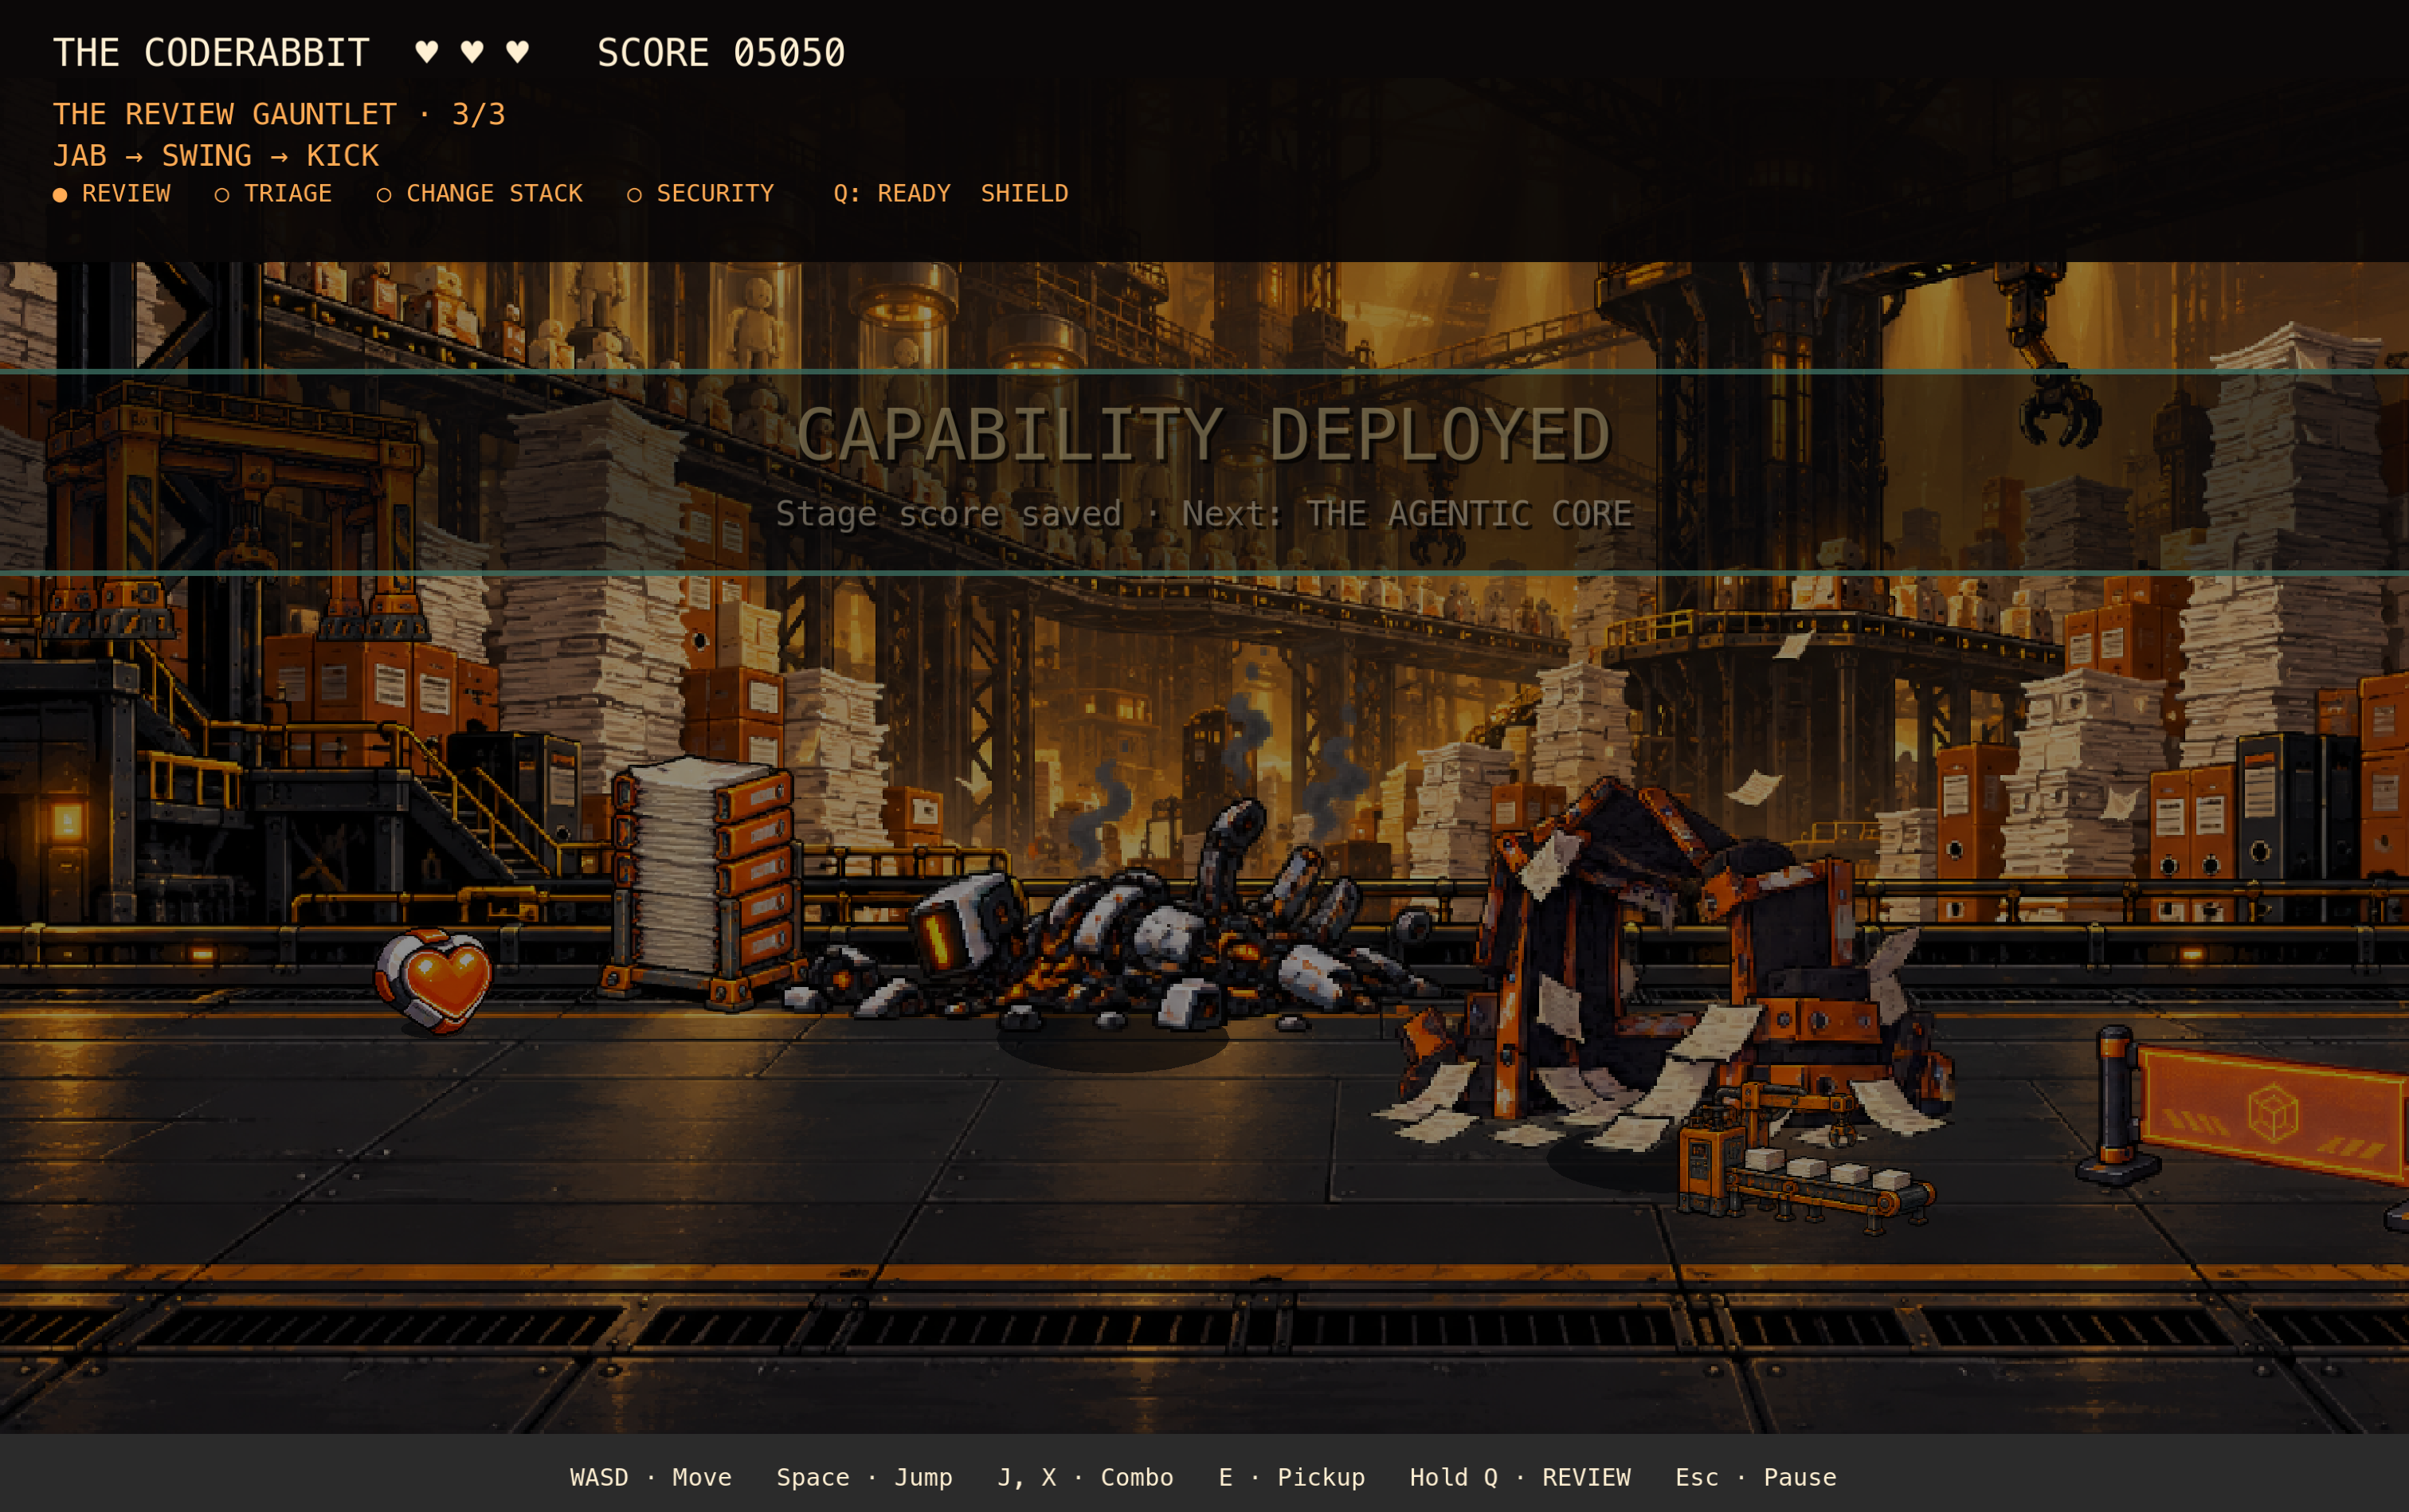 THE CODERABBIT ♥ ♥ ♥ SCORE 05050
THE REVIEW GAUNTLET · 3/3
JAB → SWING → KICK
● REVIEW ○ TRIAGE ○ CHANGE STACK ○ SECURITY Q: READY SHIELD
CAPABILITY DEPLOYED
Stage score saved · Next: THE AGENTIC CORE
WASD · Move Space · Jump J, X · Combo E · Pickup Hold Q · REVIEW Esc · Pause